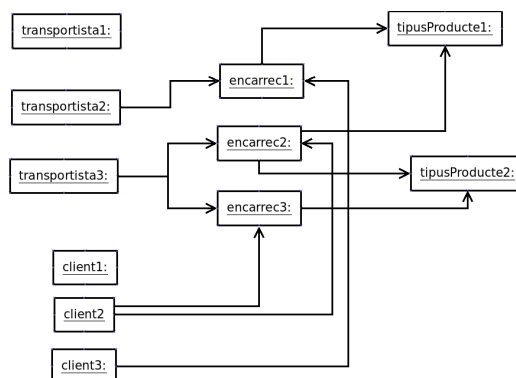 transportista1:
tipusProducte1:
encarrec1:
transportista2:
encarrec2:
transportista3:
tipusProducte2:
encarrec3:
client1:
client2
client3: